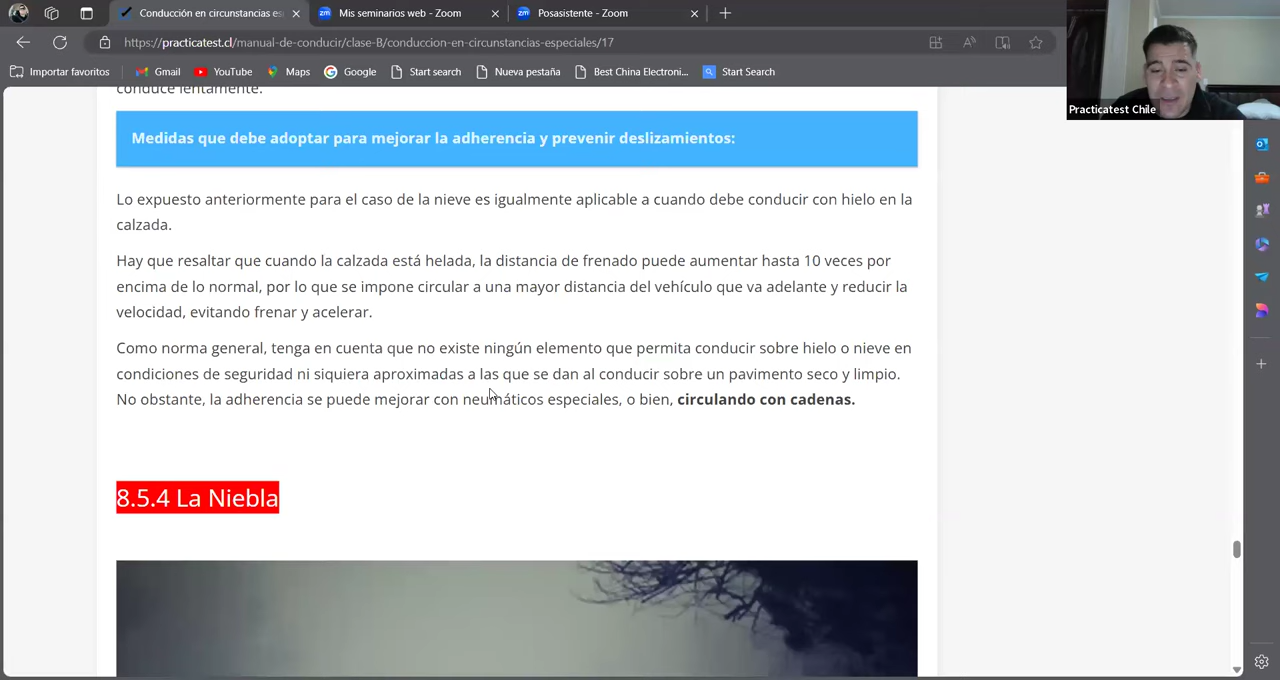 Conducción en circunstancias es
Mis seminarios web - Zoom
Posasistente - Zoom
https://practicatest.cl/manual-de-conducir/clase-B/conduccion-en-circunstancias-especiales/17
Importar favoritos
Gmail
YouTube
Maps
Google
Start search
Nueva pestaña
Best China Electroni...
Start Search
Practicatest Chile
conduce lentamente.
Medidas que debe adoptar para mejorar la adherencia y prevenir deslizamientos:
Lo expuesto anteriormente para el caso de la nieve es igualmente aplicable a cuando debe conducir con hielo en la
calzada.
Hay que resaltar que cuando la calzada está helada, la distancia de frenado puede aumentar hasta 10 veces por
encima de lo normal, por lo que se impone circular a una mayor distancia del vehículo que va adelante y reducir la
velocidad, evitando frenar y acelerar.
Como norma general, tenga en cuenta que no existe ningún elemento que permita conducir sobre hielo o nieve en
condiciones de seguridad ni siquiera aproximadas a las que se dan al conducir sobre un pavimento seco y limpio.
No obstante, la adherencia se puede mejorar con neumáticos especiales, o bien, circulando con cadenas.
8.5.4 La Niebla